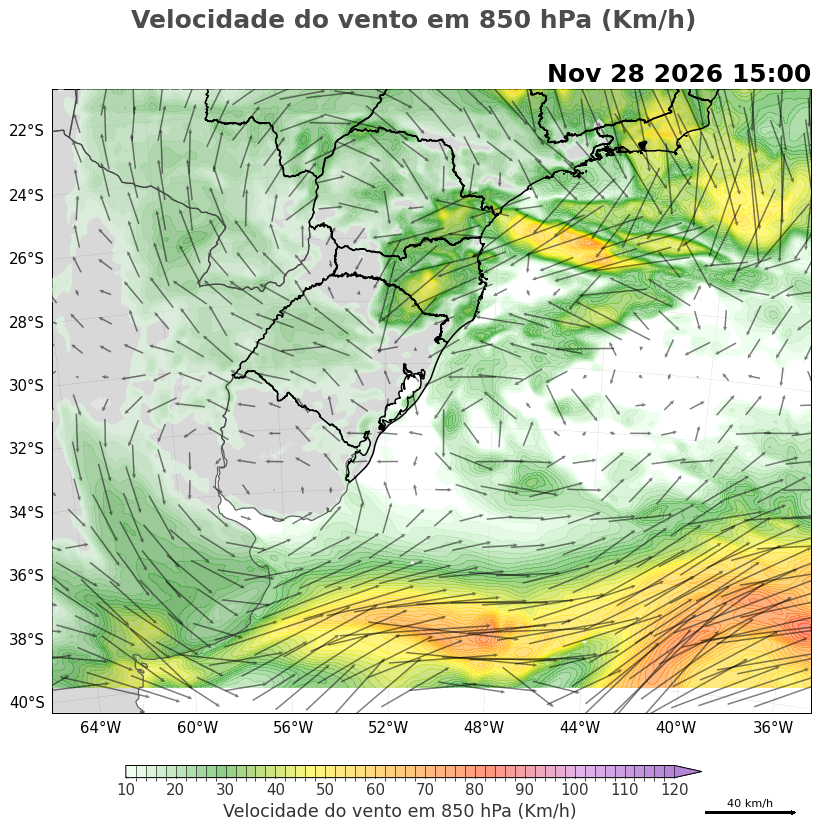 Velocidade do vento em 850 hPa (Km/h)
Nov 28 2026 15:00
22°S
24°S
26°S
28°S
30°S
32°S
34°S
36°S
38°S
40°S
64°W 60°W 56°W 52°W 48°W 44°W 40°W 36°W
10 20 30 40 50 60 70 80 90 100 110 120
Velocidade do vento em 850 hPa (Km/h)
40 km/h